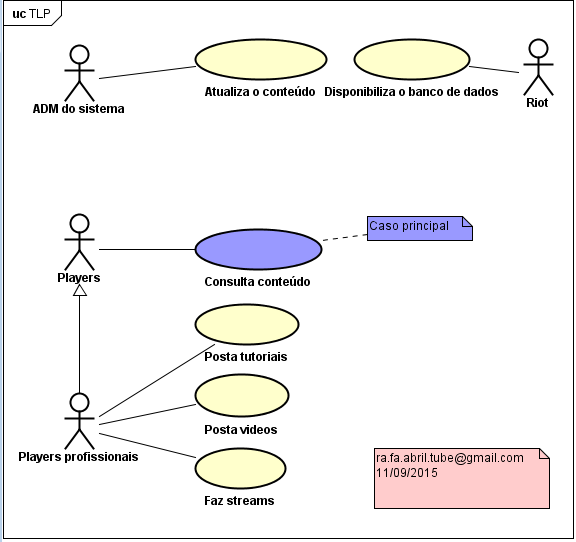 uc TLP
Atualiza o conteúdo
Disponibiliza o banco de dados
ADM do sistema
Riot
Caso principal
Players
Consulta conteúdo
Posta tutoriais
Posta videos
Players profissionais
Faz streams
ra.fa.abril.tube@gmail.com
11/09/2015